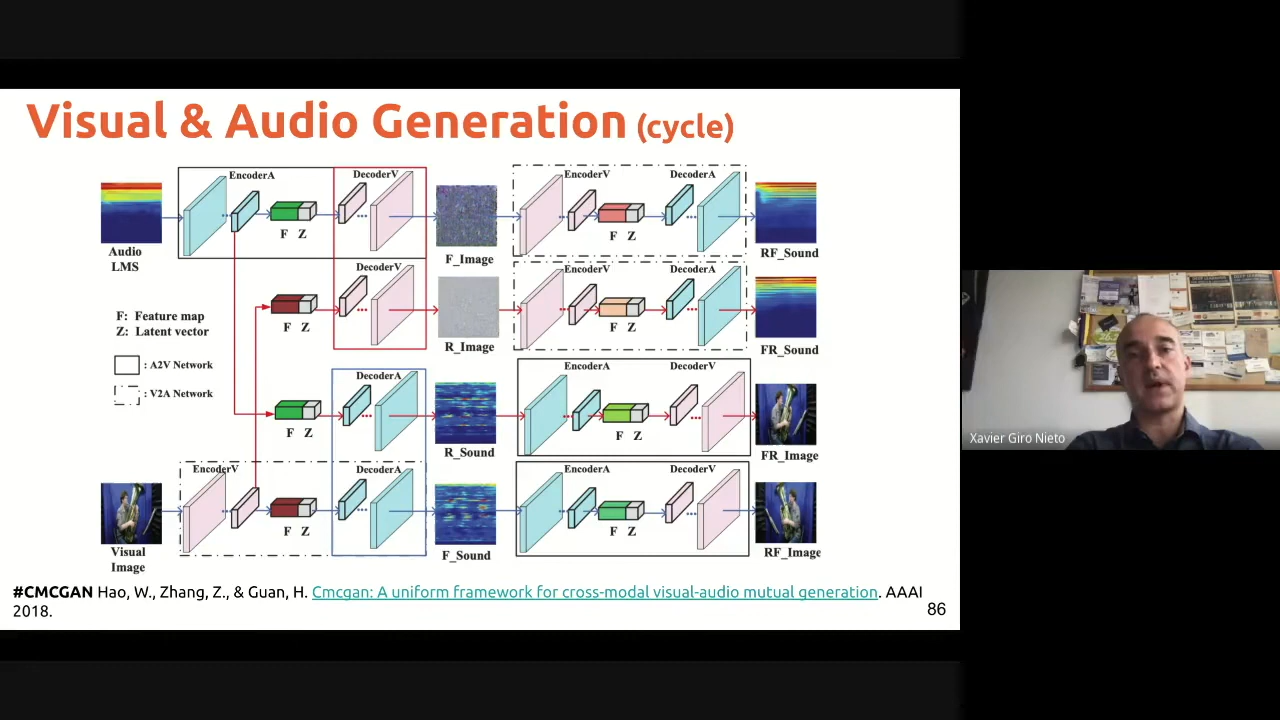 Visual & Audio Generation (cycle)
EncoderA
DecoderV
EncoderV
DecoderA
F Z
F Z
Audio
LMS
F_Image
RF_Sound
DecoderV
EncoderV
DecoderA
F Z
F Z
R_Image
FR_Sound
F: Feature map
Z: Latent vector
: A2V Network
: V2A Network
DecoderA
EncoderA
DecoderV
F Z
F Z
R_Sound
FR_Image
EncoderV
DecoderA
EncoderA
DecoderV
F Z
F Z
Visual
Image
F_Sound
RF_Image
#CMCGAN Hao, W., Zhang, Z., & Guan, H. Cmcgan: A uniform framework for cross-modal visual-audio mutual generation. AAAI
2018.
86
Xavier Giro Nieto